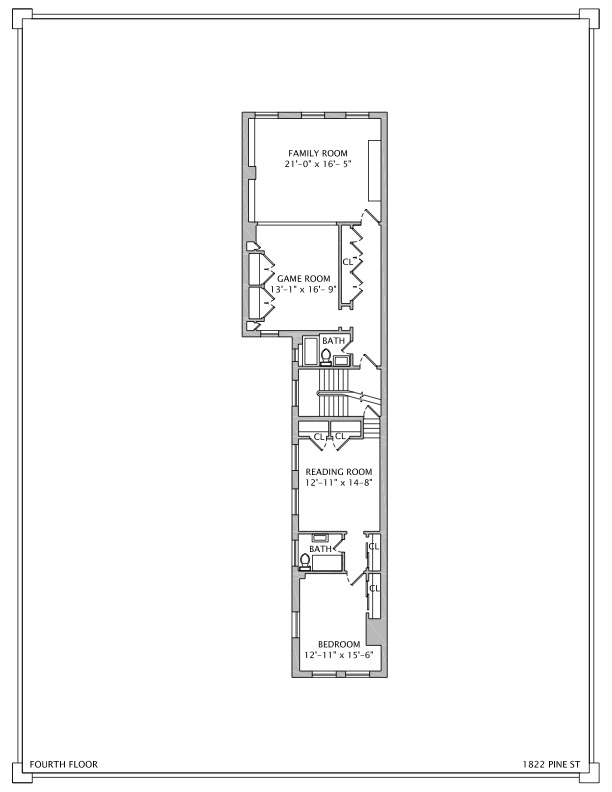 FAMILY ROOM
21'-0" x 16'- 5"
CL
GAME ROOM
13'-1" x 16'- 9"
BATH
CL CL
READING ROOM
12'-11" x 14-8"
BATH
CL
CL
BEDROOM
12'-11" x 15'-6"
FOURTH FLOOR
1822 PINE ST